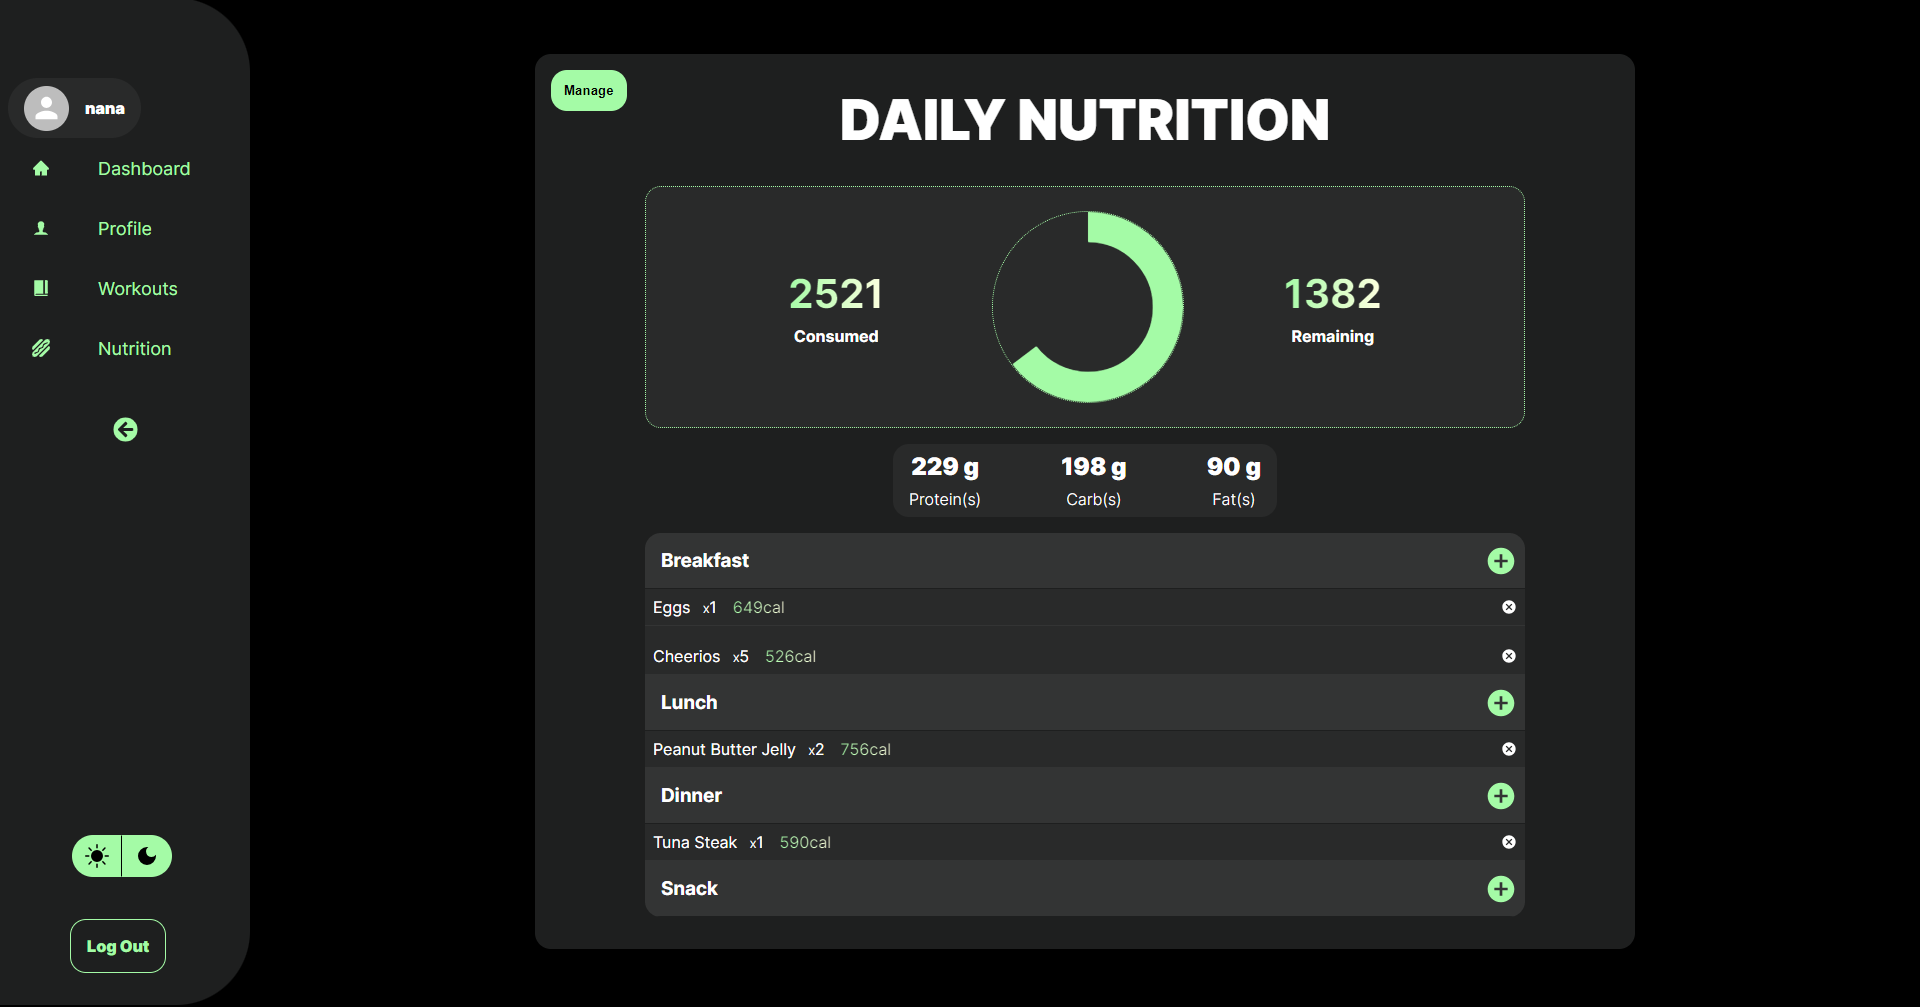 nana
Dashboard
Profile
Workouts
Nutrition
Log Out
Manage
DAILY NUTRITION
2521
Consumed
1382
Remaining
229 g
Protein(s)
198 g
Carb(s)
90 g
Fat(s)
Breakfast
Eggs x1 649cal
Cheerios x5 526cal
Lunch
Peanut Butter Jelly x2 756cal
Dinner
Tuna Steak x1 590cal
Snack